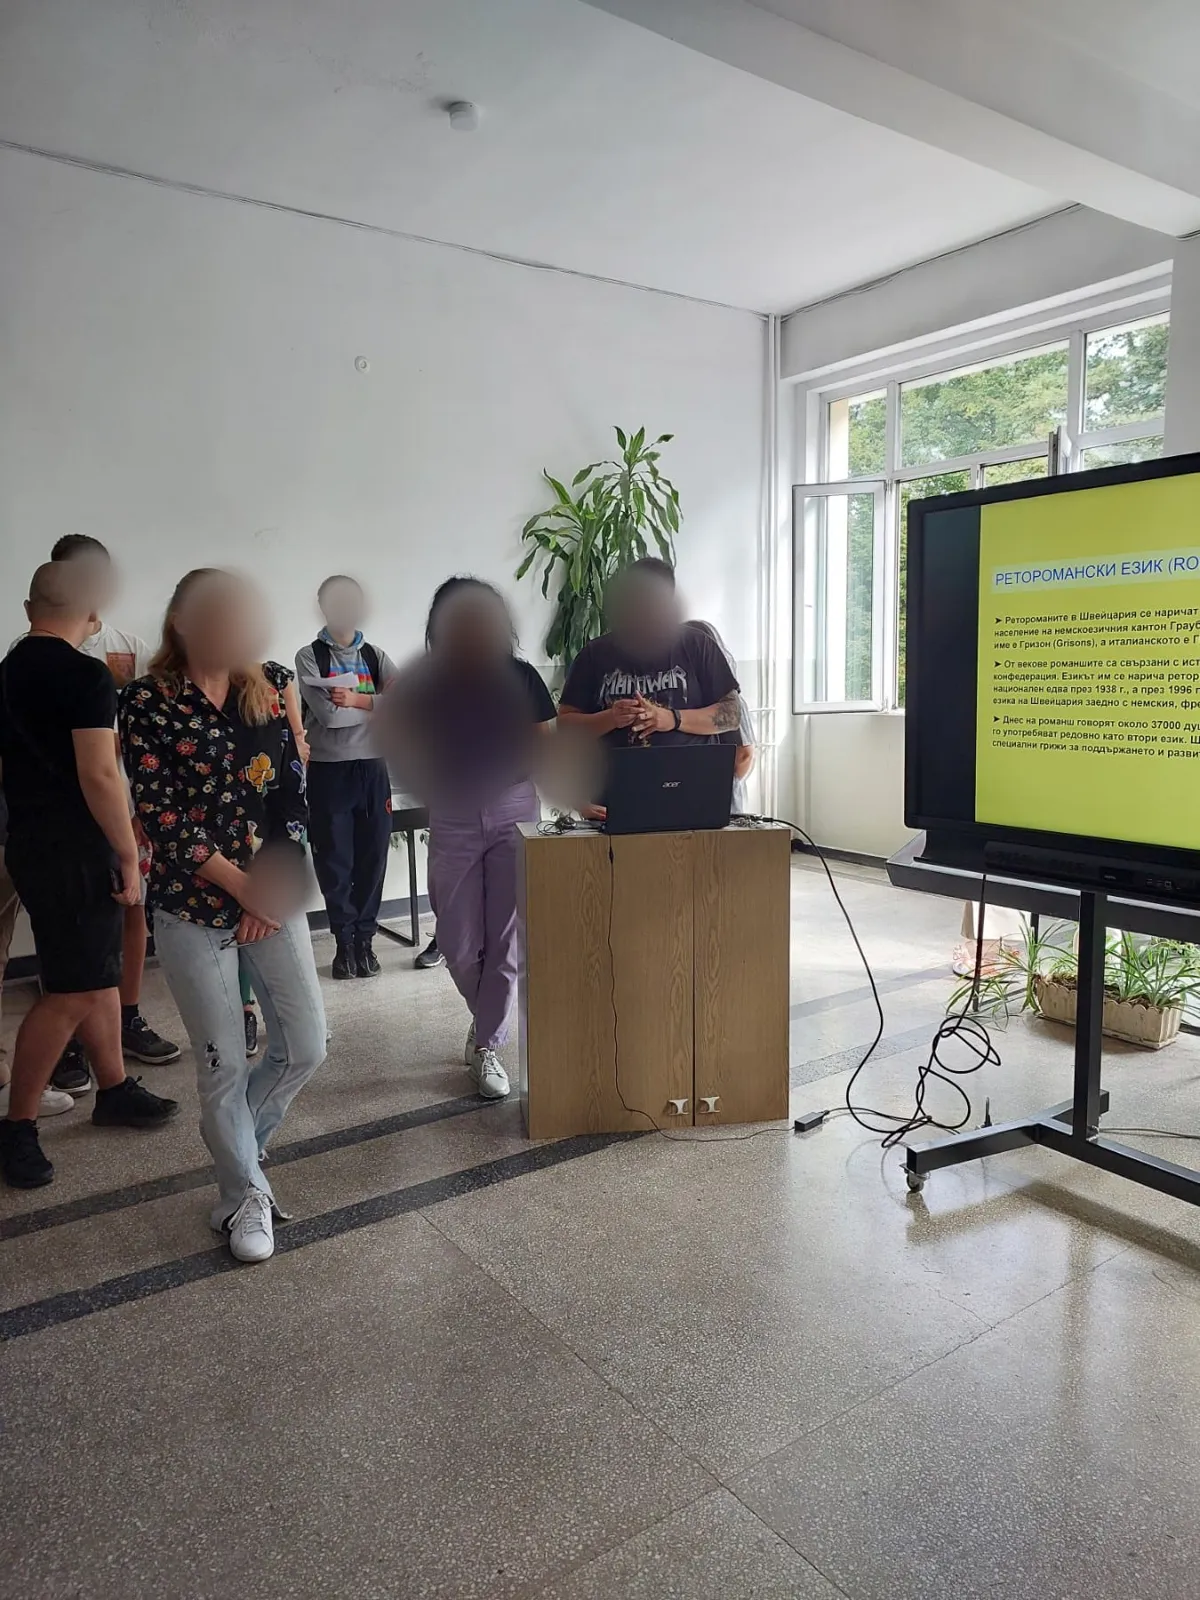 MANOWAR
acer
РЕТОРОМАНСКИ ЕЗИК (RO
➤ Реторoманите в Швейцария се наричат
население на немскоезичния кантон Грауб
име е Гризон (Grisons), а италианското е Г
➤ От векове романшите са свързани с ист
конфедерация. Езикът им се нарича ретор
национален едва през 1938 г., а през 1996 г
езика на Швейцария заедно с немския, фре
➤ Днес на романш говорят около 37000 ду
го употребяват редовно като втори език. Ш
специални грижи за поддържането и разви